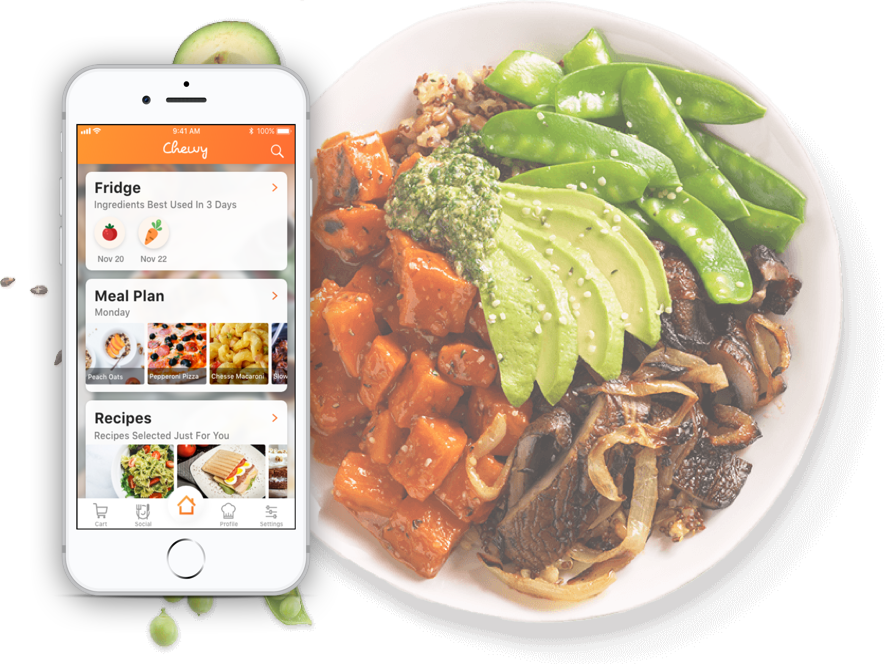 9:41 AM
100%
Chewy
Fridge
Ingredients Best Used In 3 Days
Nov 20
Nov 22
Meal Plan
Monday
Peach Oats
Pepperoni Pizza
Chesse Macaroni
Recipes
Recipes Selected Just For You
Cart
Social
Profile
Settings